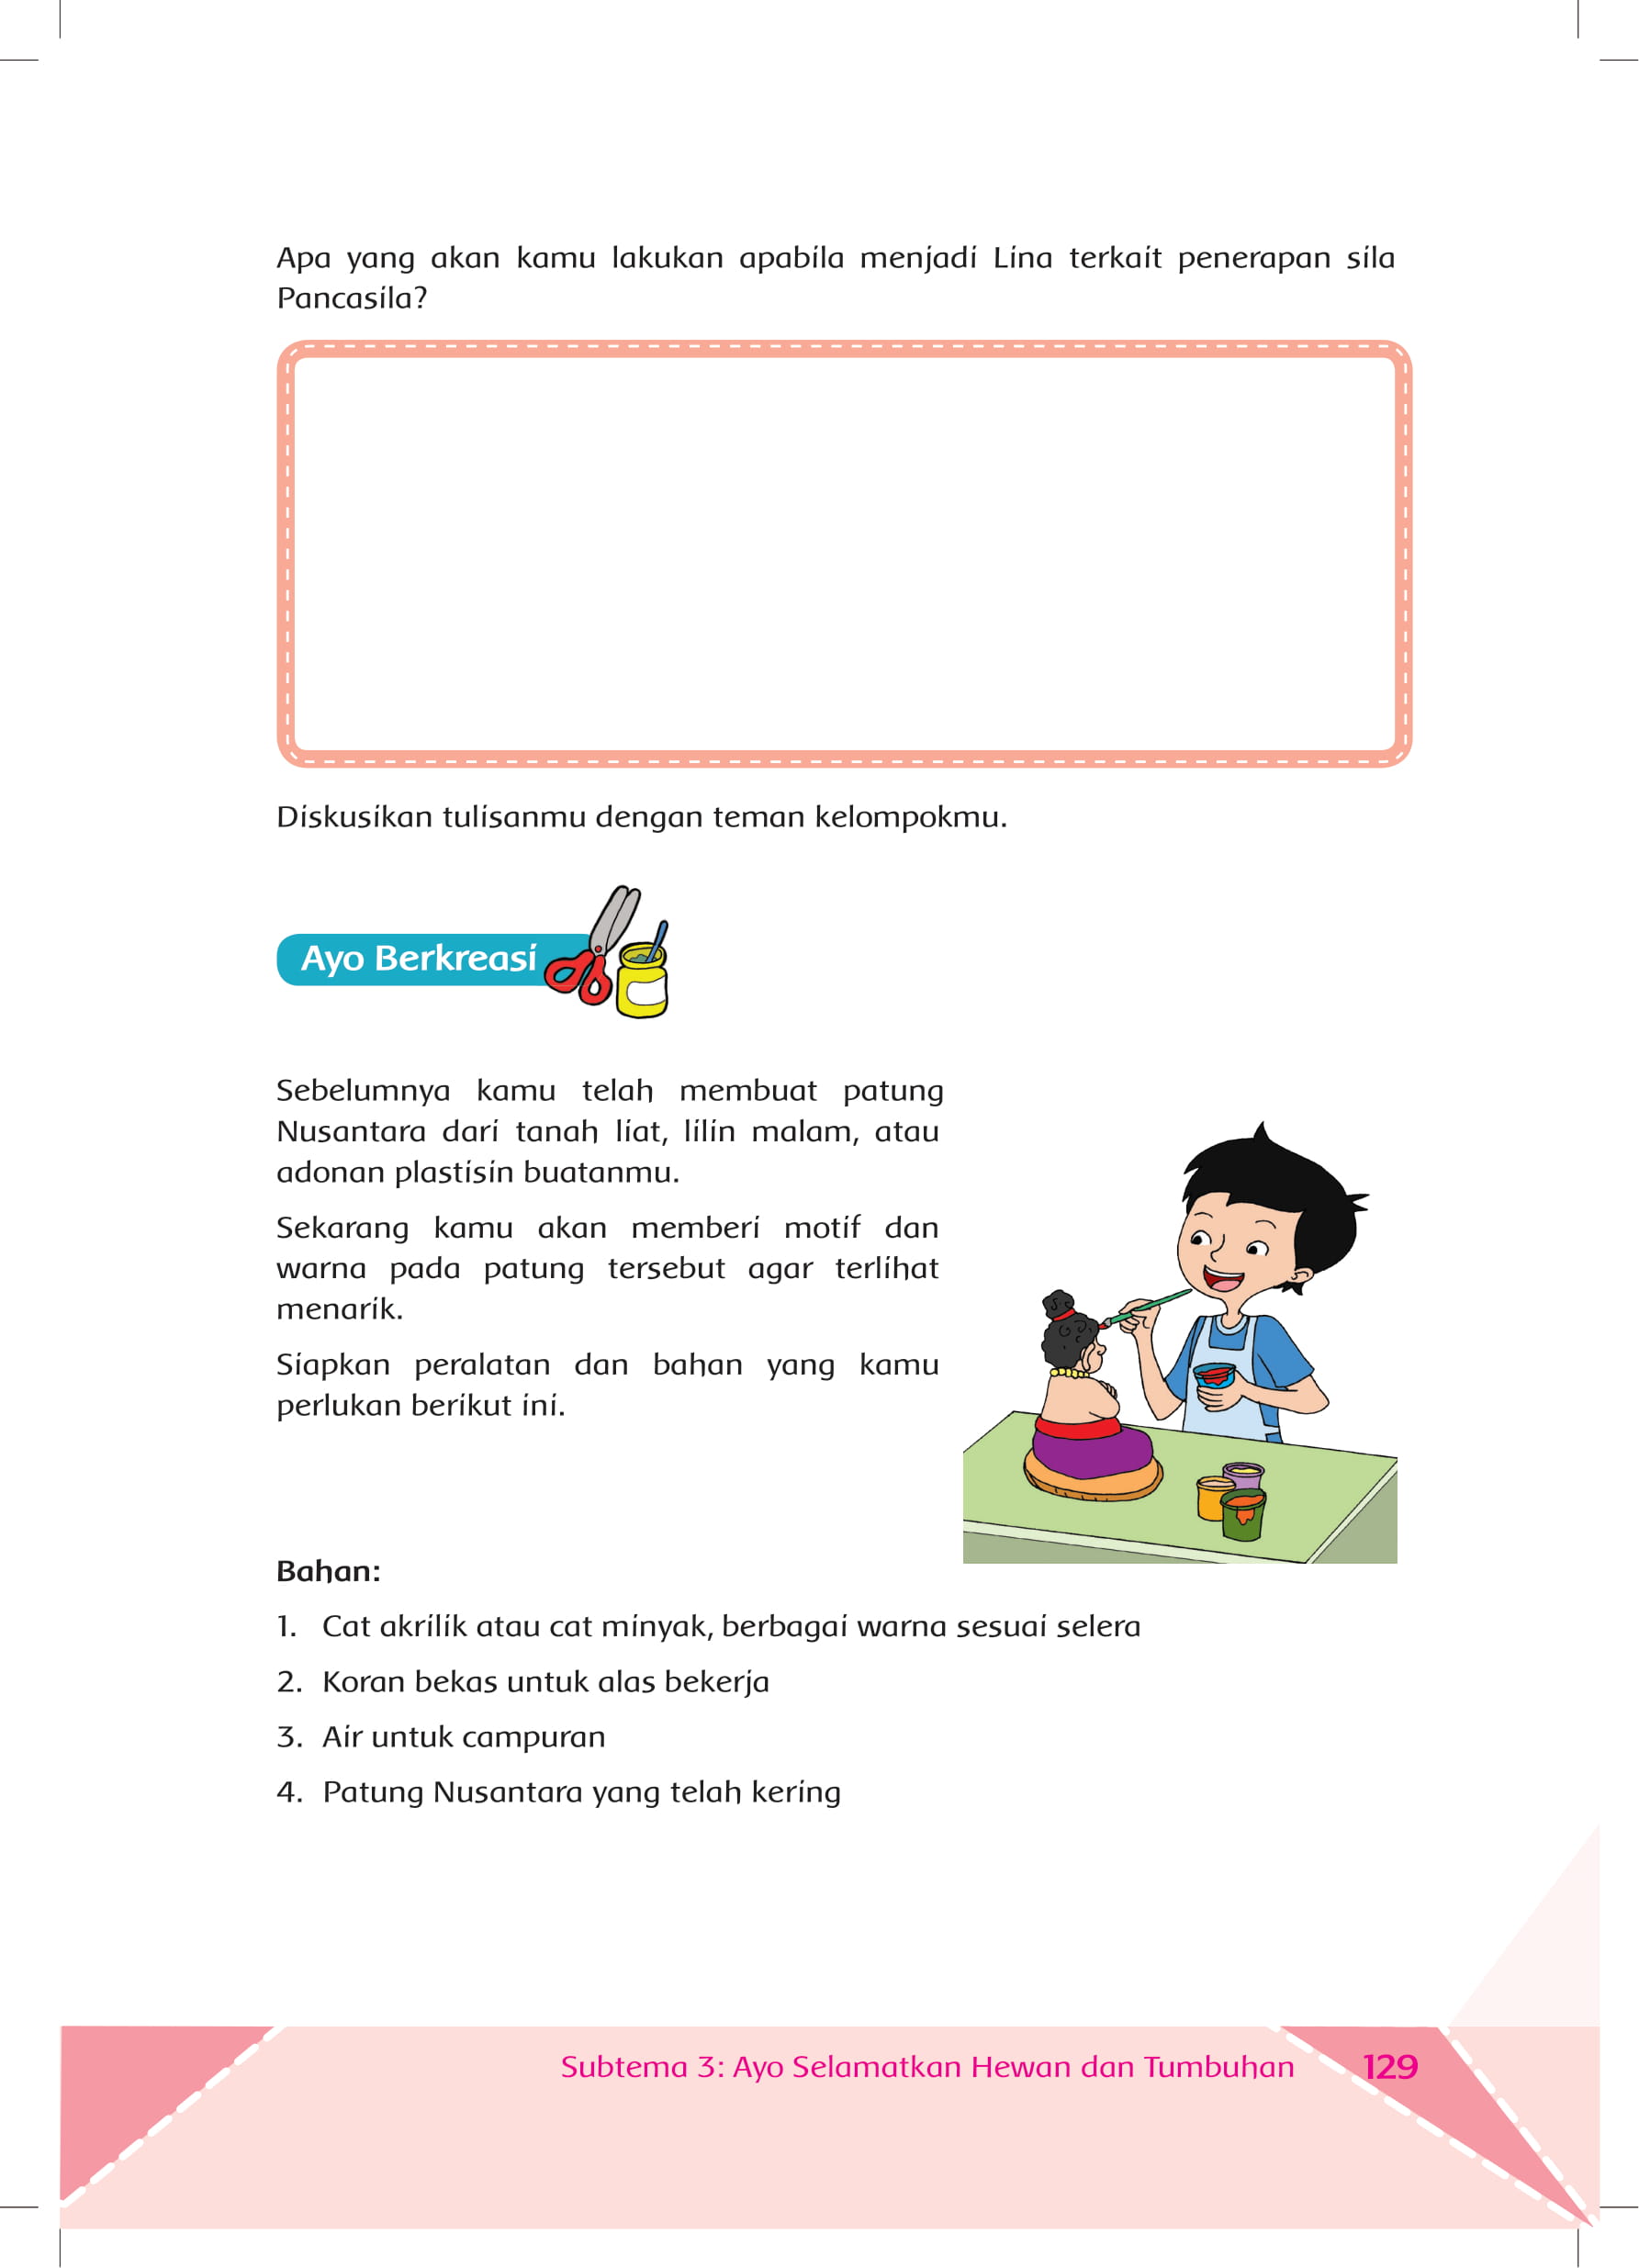 Apa yang akan kamu lakukan apabila menjadi Lina terkait penerapan sila
Pancasila?
Diskusikan tulisanmu dengan teman kelompokmu.
Ayo Berkreasi
Sebelumnya kamu telah membuat patung
Nusantara dari tanah liat, lilin malam, atau
adonan plastisin buatanmu.
Sekarang kamu akan memberi motif dan
warna pada patung tersebut agar terlihat
menarik.
Siapkan peralatan dan bahan yang kamu
perlukan berikut ini.
Bahan:
1. Cat akrilik atau cat minyak, berbagai warna sesuai selera
2. Koran bekas untuk alas bekerja
3. Air untuk campuran
4. Patung Nusantara yang telah kering
Subtema 3: Ayo Selamatkan Hewan dan Tumbuhan 129